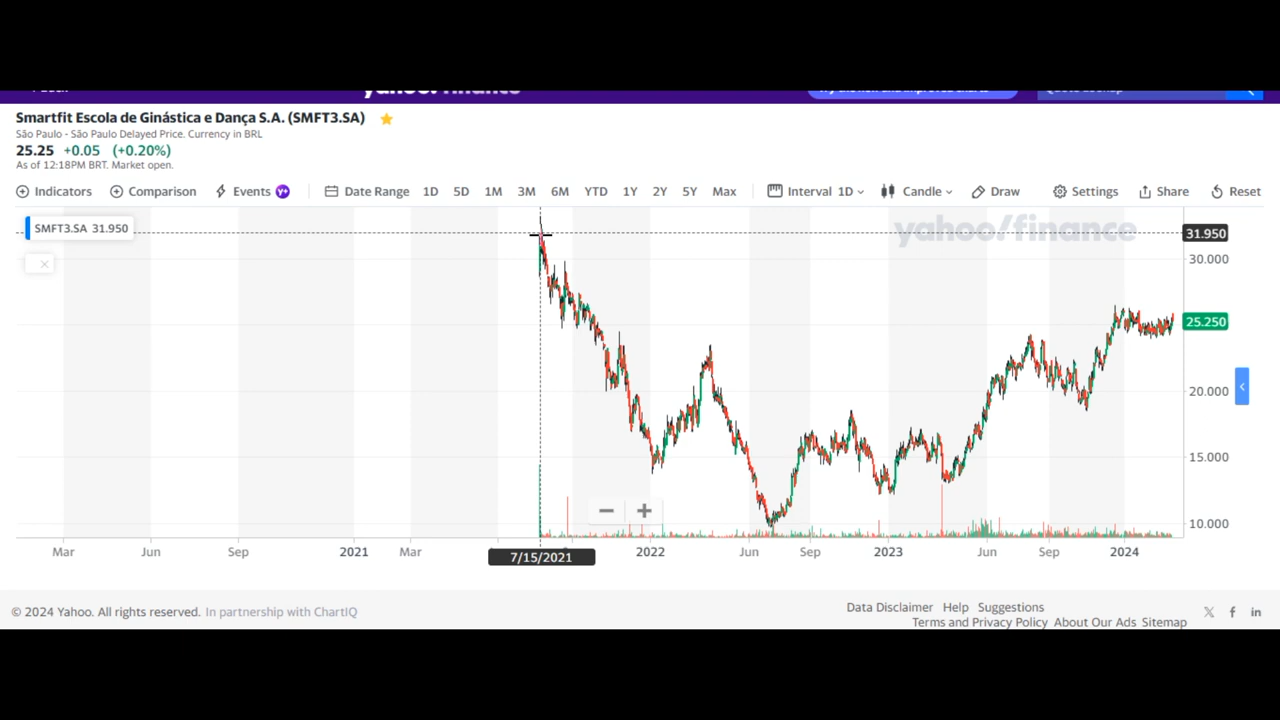 yahoo! finance
Smartfit Escola de Ginástica e Dança S.A. (SMFT3.SA)
São Paulo - São Paulo Delayed Price. Currency in BRL
25.25 +0.05 (+0.20%)
As of 12:18PM BRT. Market open.
Indicators Comparison Events Y+ Date Range 1D 5D 1M 3M 6M YTD 1Y 2Y 5Y Max Interval 1D Candle Draw Settings Share Reset
SMFT3.SA 31.950
yahoo!finance
31.950
30.000
25.250
20.000
15.000
10.000
Mar Jun Sep 2021 Mar 7/15/2021 2022 Jun Sep 2023 Jun Sep 2024
© 2024 Yahoo. All rights reserved. In partnership with ChartIQ
Data Disclaimer Help Suggestions
Terms and Privacy Policy About Our Ads Sitemap